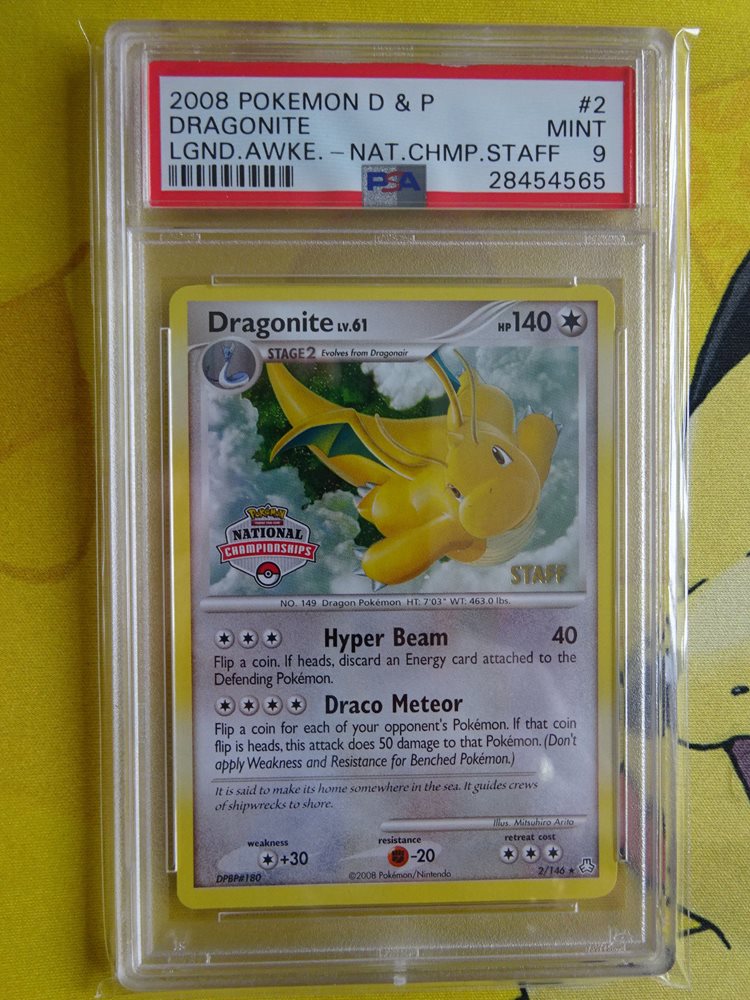 2008 POKEMON D & P #2
DRAGONITE MINT
LGND.AWKE. -NAT.CHMP.STAFF 9
PSA 28454565
Dragonite LV.61 HP 140
STAGE 2 Evolves from Dragonair
Pokémon
NATIONAL
CHAMPIONSHIPS
STAFF
NO. 149 Dragon Pokémon HT: 7'03" WT: 463.0 lbs.
Hyper Beam 40
Flip a coin. If heads, discard an Energy card attached to the
Defending Pokémon.
Draco Meteor
Flip a coin for each of your opponent's Pokémon. If that coin
flip is heads, this attack does 50 damage to that Pokémon. (Don't
apply Weakness and Resistance for Benched Pokémon.)
It is said to make its home somewhere in the sea. It guides crews
of shipwrecks to shore.
Illus. Mitsuhiro Arita
weakness resistance retreat cost
+30 -20
DPBP#180 ©2008 Pokémon/Nintendo 2/146 ★